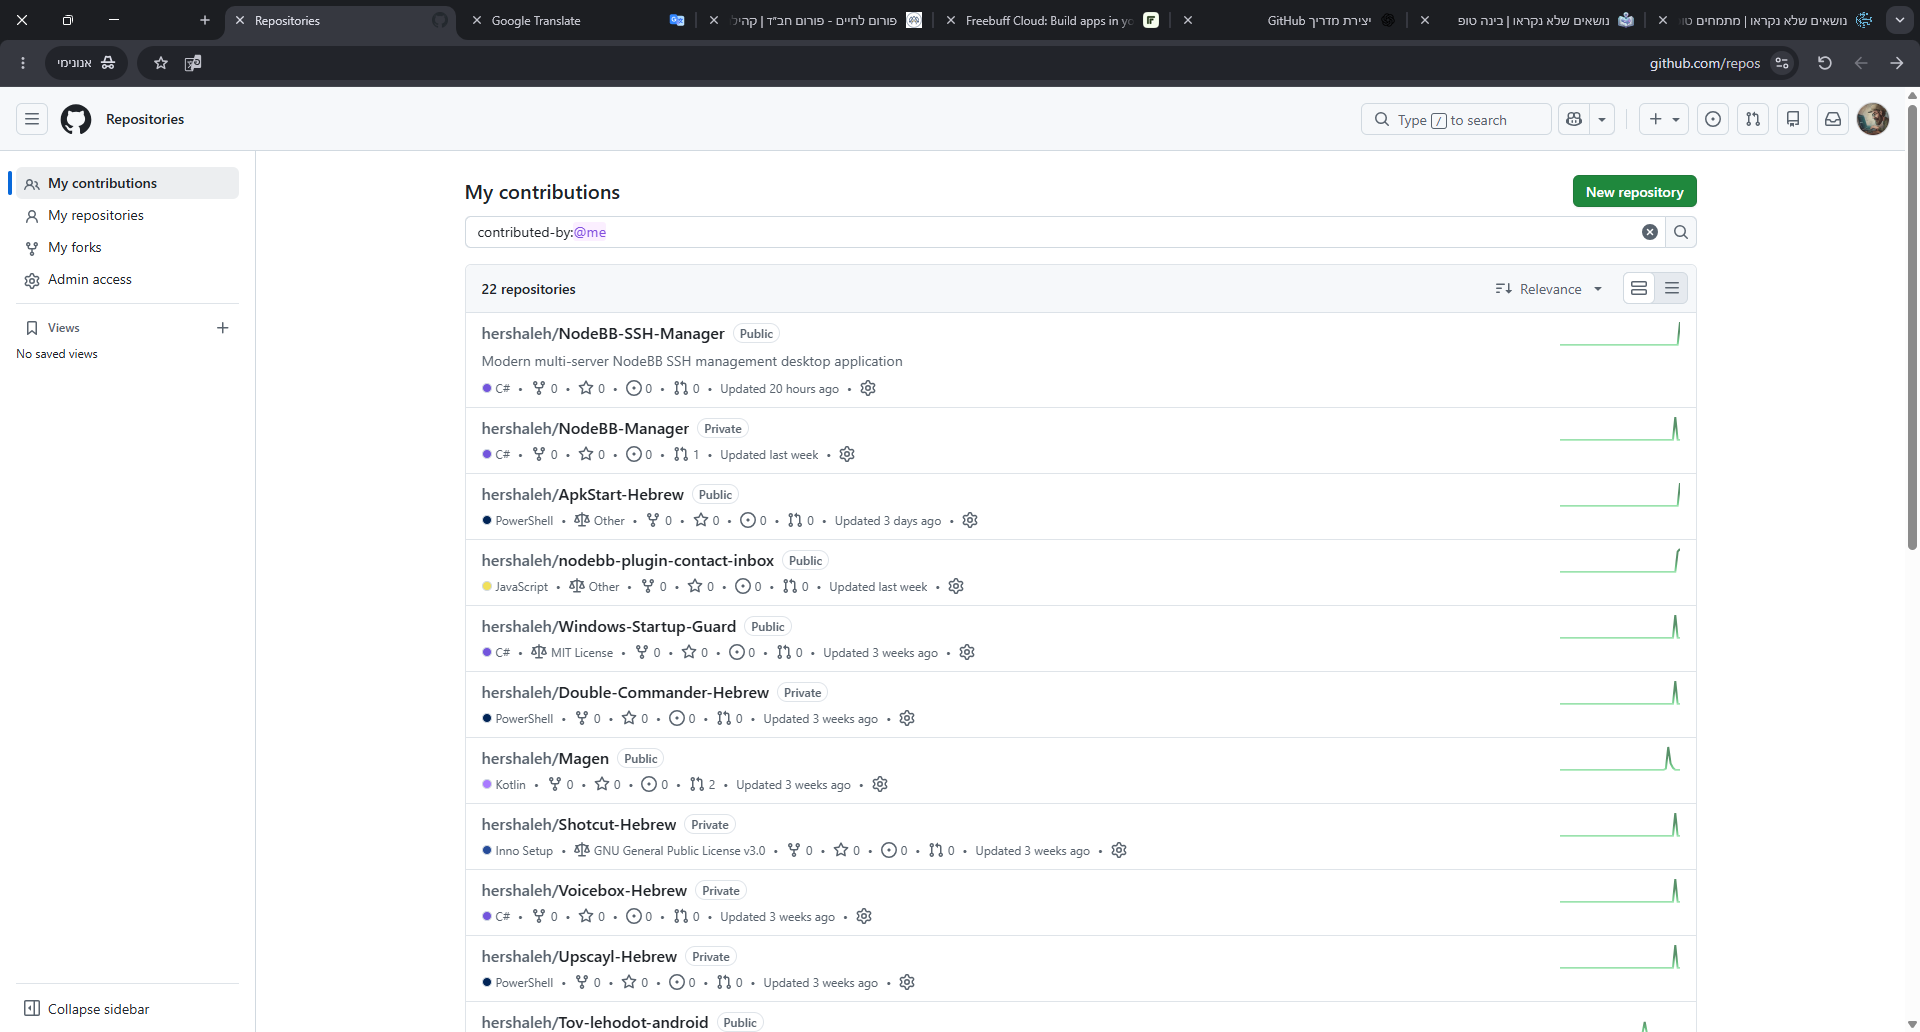 Repositories
Google Translate
פורום לחיים - פורום חב״ד | קהיל
Freebuff Cloud: Build apps in yo
יצירת מדריך GitHub
נושאים שלא נקראו | בינה טופ
נושאים שלא נקראו | מתמחים טופ
אנונימי
github.com/repos
Repositories
Type / to search
My contributions
My repositories
My forks
Admin access
Views
No saved views
Collapse sidebar
My contributions
New repository
contributed-by:@me
22 repositories
Relevance
hershaleh/NodeBB-SSH-Manager Public
Modern multi-server NodeBB SSH management desktop application
C# • 0 • 0 • 0 • 0 • Updated 20 hours ago •
hershaleh/NodeBB-Manager Private
C# • 0 • 0 • 0 • 1 • Updated last week •
hershaleh/ApkStart-Hebrew Public
PowerShell • Other • 0 • 0 • 0 • 0 • Updated 3 days ago •
hershaleh/nodebb-plugin-contact-inbox Public
JavaScript • Other • 0 • 0 • 0 • 0 • Updated last week •
hershaleh/Windows-Startup-Guard Public
C# • MIT License • 0 • 0 • 0 • 0 • Updated 3 weeks ago •
hershaleh/Double-Commander-Hebrew Private
PowerShell • 0 • 0 • 0 • 0 • Updated 3 weeks ago •
hershaleh/Magen Public
Kotlin • 0 • 0 • 0 • 2 • Updated 3 weeks ago •
hershaleh/Shotcut-Hebrew Private
Inno Setup • GNU General Public License v3.0 • 0 • 0 • 0 • 0 • Updated 3 weeks ago •
hershaleh/Voicebox-Hebrew Private
C# • 0 • 0 • 0 • 0 • Updated 3 weeks ago •
hershaleh/Upscayl-Hebrew Private
PowerShell • 0 • 0 • 0 • 0 • Updated 3 weeks ago •
hershaleh/Tov-lehodot-android Public